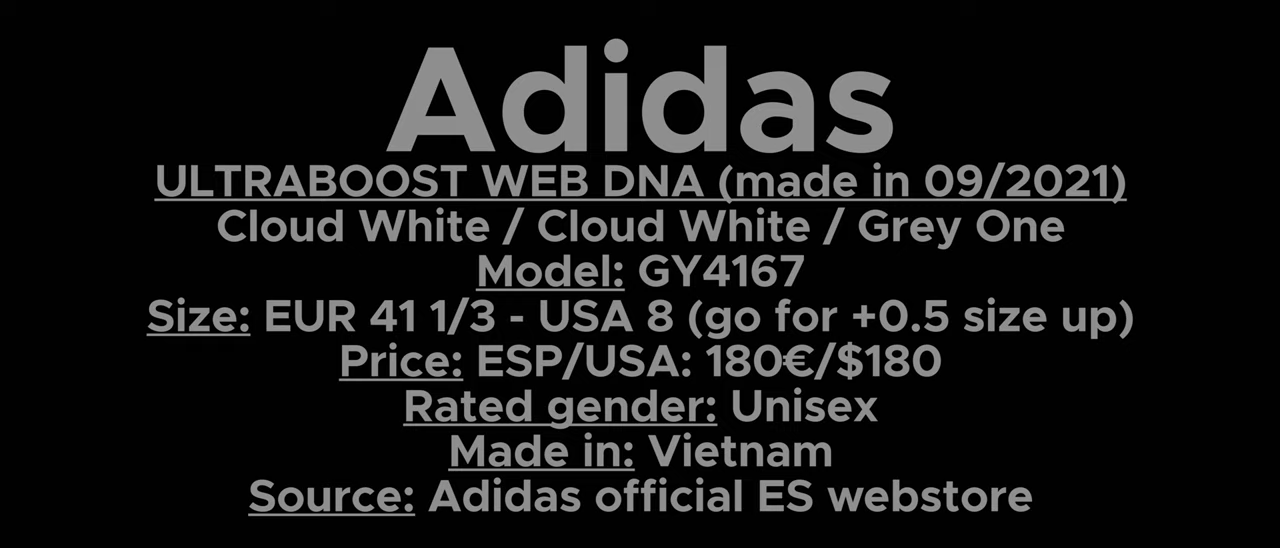 Adidas
ULTRABOOST WEB DNA (made in 09/2021)
Cloud White / Cloud White / Grey One
Model: GY4167
Size: EUR 41 1/3 - USA 8 (go for +0.5 size up)
Price: ESP/USA: 180€/$180
Rated gender: Unisex
Made in: Vietnam
Source: Adidas official ES webstore